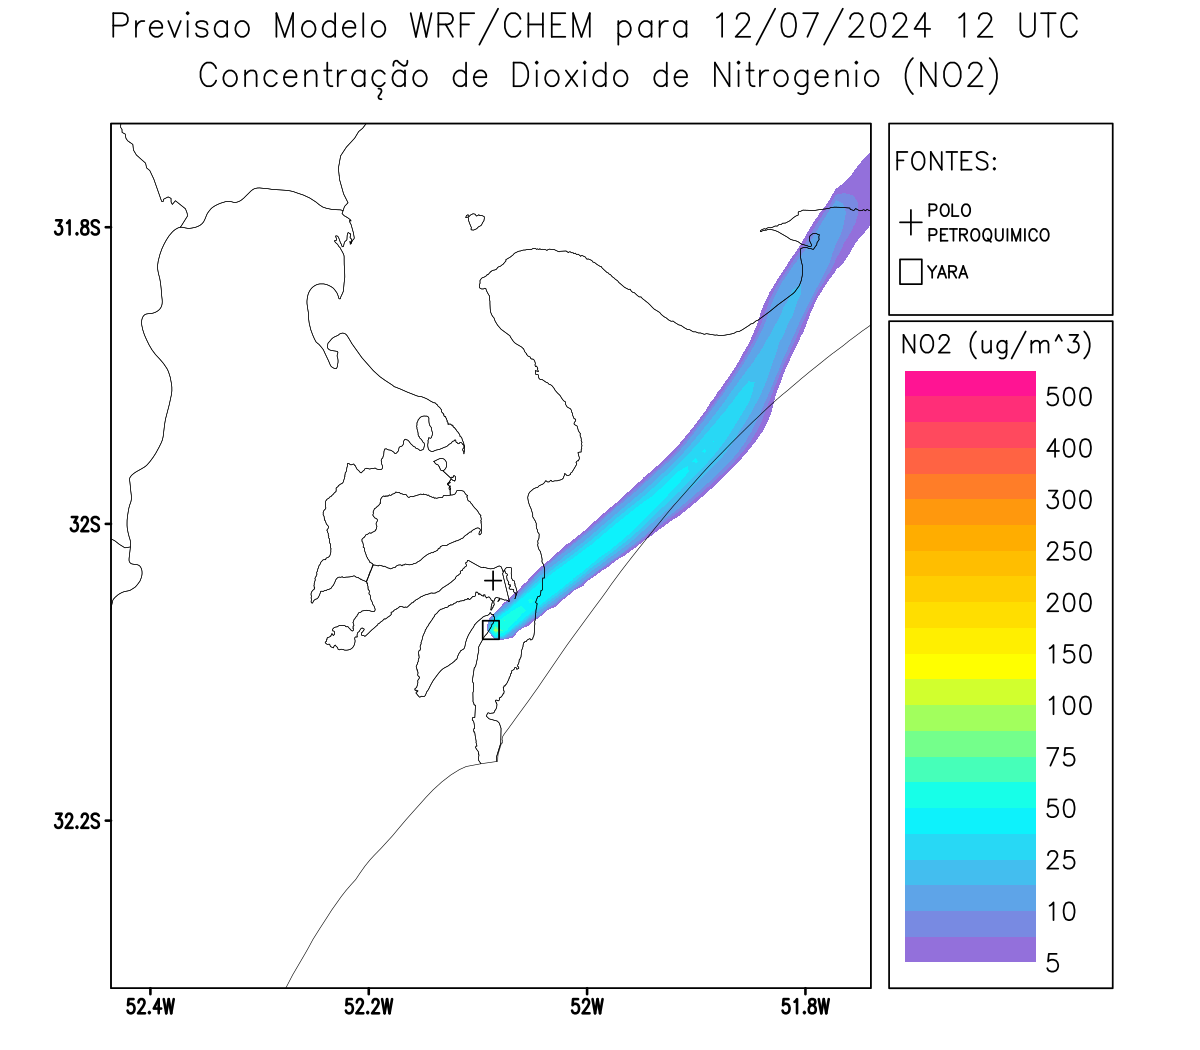 Previsao Modelo WRF/CHEM para 12/07/2024 12 UTC
Concentração de Dioxido de Nitrogenio (NO2)
FONTES:
POLO
PETROQUIMICO
YARA
NO2 (ug/m^3)
500
400
300
250
200
150
100
75
50
25
10
5
31.8S
32S
32.2S
52.4W
52.2W
52W
51.8W